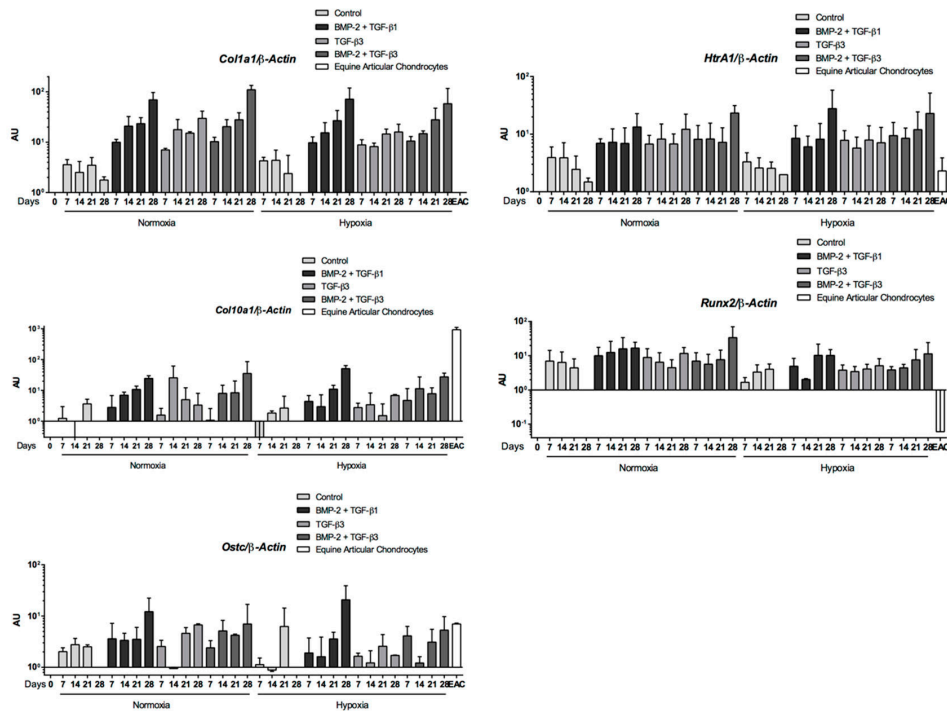 Control
BMP-2 + TGF-β1
TGF-β3
BMP-2 + TGF-β3
Equine Articular Chondrocytes
Col1a1/β-Actin
AU
10²
10¹
10⁰
Days 0 7 14 21 28 7 14 21 28 7 14 21 28 7 14 21 28 7 14 21 28 7 14 21 28 7 14 21 28 7 14 21 28 EAC
Normoxia Hypoxia
Control
BMP-2 + TGF-β1
TGF-β3
BMP-2 + TGF-β3
Equine Articular Chondrocytes
HtrA1/β-Actin
AU
10²
10¹
10⁰
Days 0 7 14 21 28 7 14 21 28 7 14 21 28 7 14 21 28 7 14 21 28 7 14 21 28 7 14 21 28 7 14 21 28 EAC
Normoxia Hypoxia
Control
BMP-2 + TGF-β1
TGF-β3
BMP-2 + TGF-β3
Equine Articular Chondrocytes
Col10a1/β-Actin
AU
10³
10²
10¹
10⁰
Days 0 7 14 21 28 7 14 21 28 7 14 21 28 7 14 21 28 7 14 21 28 7 14 21 28 7 14 21 28 7 14 21 28 EAC
Normoxia Hypoxia
Control
BMP-2 + TGF-β1
TGF-β3
BMP-2 + TGF-β3
Equine Articular Chondrocytes
Runx2/β-Actin
AU
10²
10¹
10⁰
10⁻¹
Days 0 7 14 21 28 7 14 21 28 7 14 21 28 7 14 21 28 7 14 21 28 7 14 21 28 7 14 21 28 7 14 21 28 EAC
Normoxia Hypoxia
Control
BMP-2 + TGF-β1
TGF-β3
BMP-2 + TGF-β3
Equine Articular Chondrocytes
Ostc/β-Actin
AU
10²
10¹
10⁰
Days 0 7 14 21 28 7 14 21 28 7 14 21 28 7 14 21 28 7 14 21 28 7 14 21 28 7 14 21 28 7 14 21 28 EAC
Normoxia Hypoxia